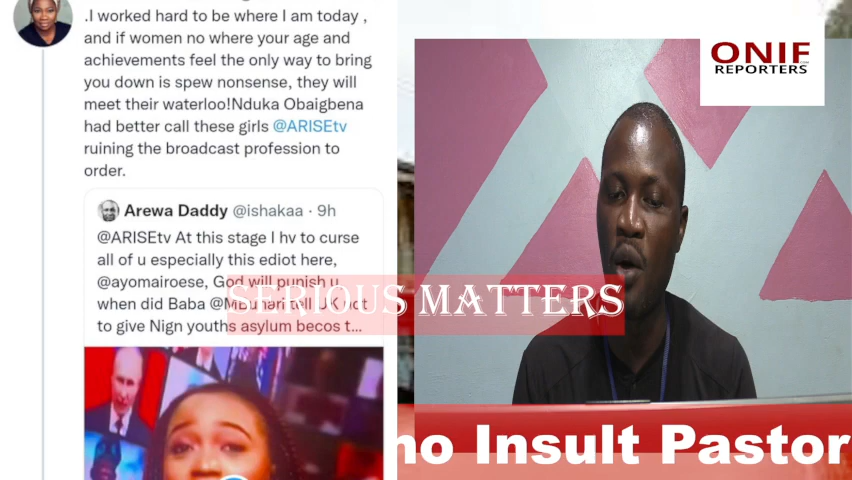 .I worked hard to be where I am today ,
and if women no where your age and
achievements feel the only way to bring
you down is spew nonsense, they will
meet their waterloo!Nduka Obaigbena
had better call these girls @ARISEtv
ruining the broadcast profession to
order.
Arewa Daddy @ishakaa · 9h
@ARISEtv At this stage I hv to curse
all of u especially this ediot here,
@ayomairoese, God will punish u
when did Baba @MBuhari tell UK not
to give Nign youths asylum becos t...
SERIOUS MATTERS
ONIF
REPORTERS
ho Insult Pastor